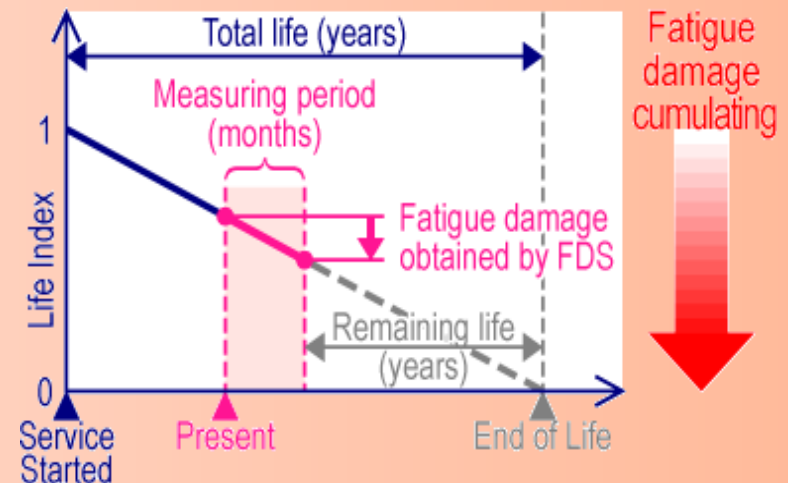 Total life (years)
Measuring period
(months)
1
Life Index
Fatigue damage
obtained by FDS
Remaining life
(years)
0
Service
Started
Present
End of Life
Fatigue
damage
cumulating